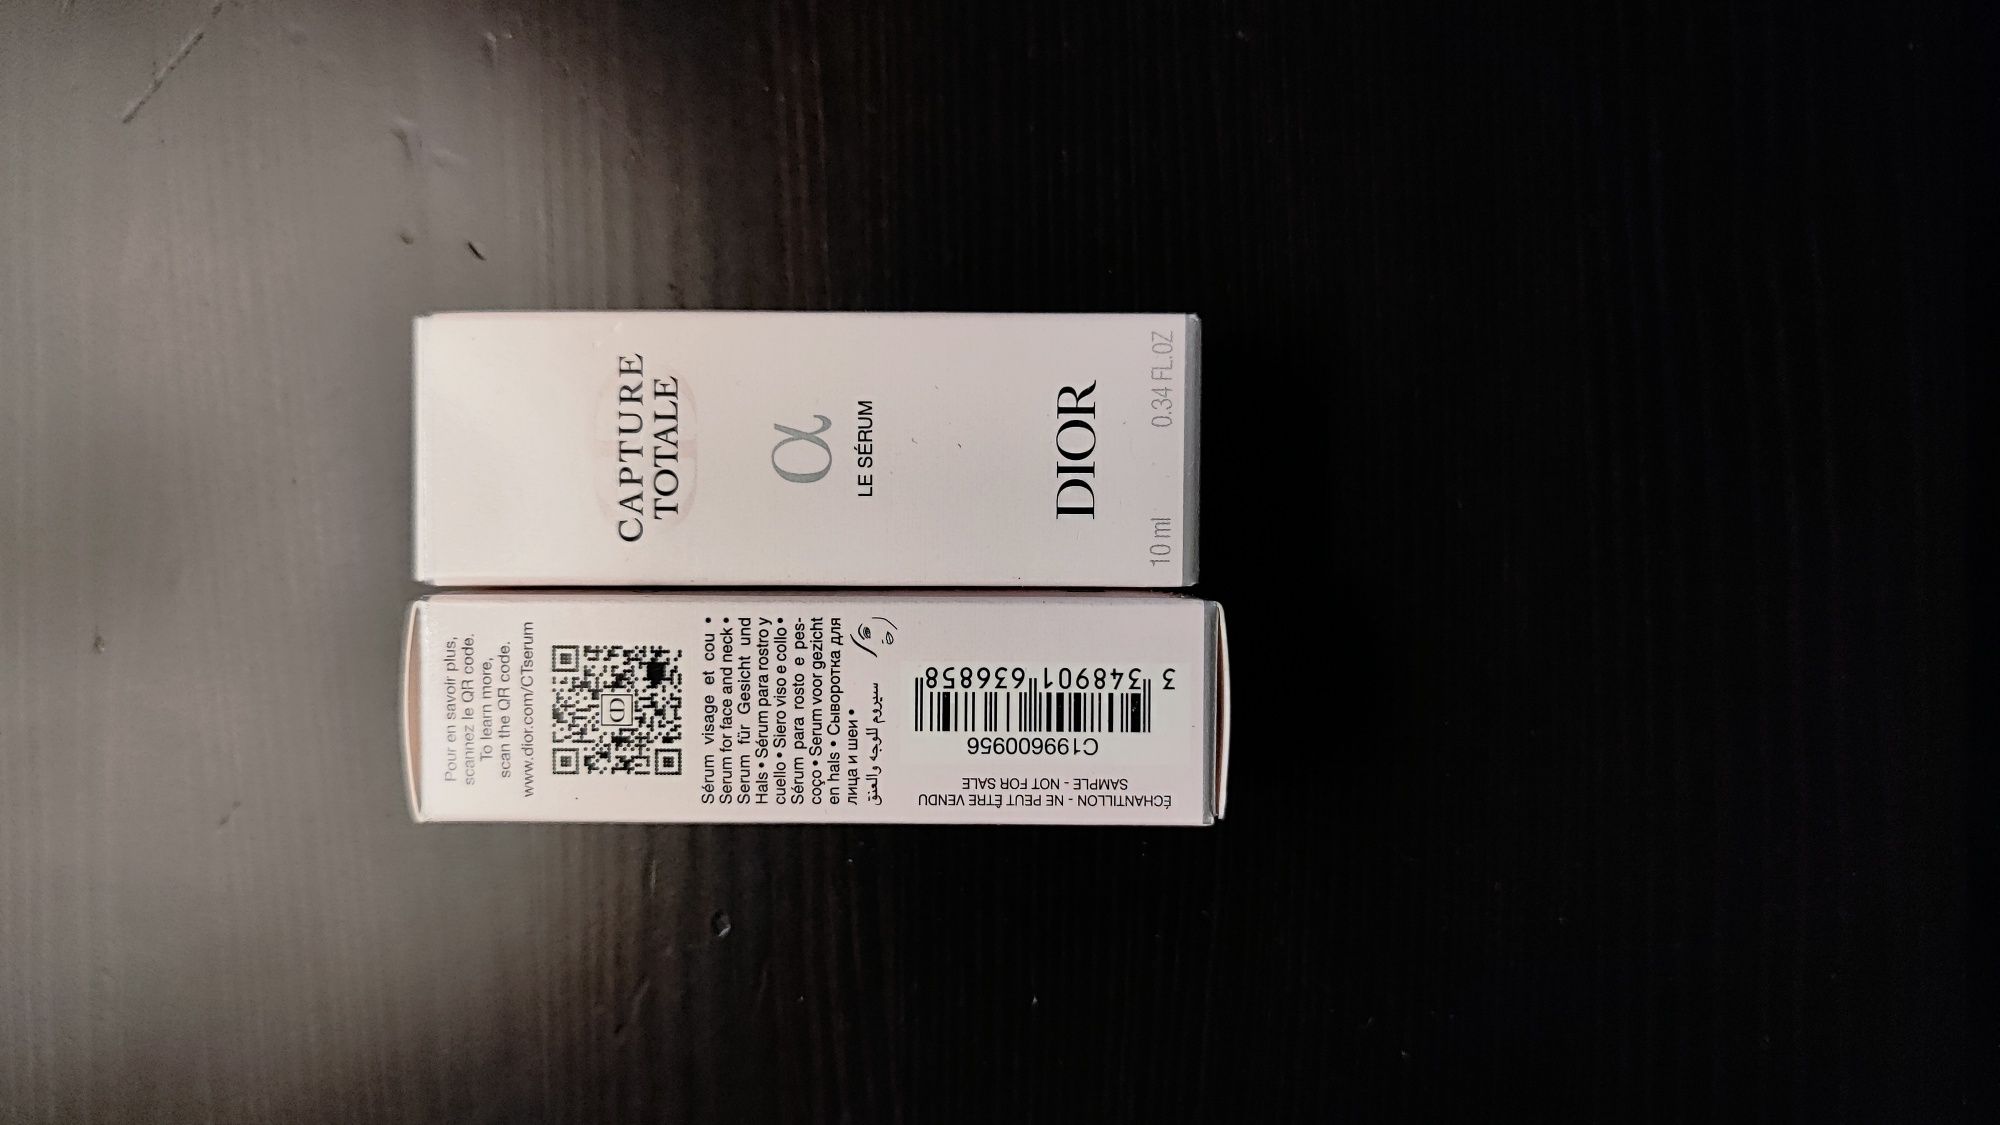 CAPTURE
TOTALE
α
LE SÉRUM
DIOR
10 ml 0.34 FL.OZ
Pour en savoir plus,
scannez le QR code.
To learn more,
scan the QR code.
www.dior.com/CTserum
CD
Sérum visage et cou •
Serum for face and neck •
Serum für Gesicht und
Hals • Sérum para rostro y
cuello • Siero viso e collo •
Sérum para rosto e pes-
coço • Serum voor gezicht
en hals • Сыворотка для
лица и шеи •
سيروم للوجه والعنق
3 348901 636858
C199600956
SAMPLE - NOT FOR SALE
ÉCHANTILLON - NE PEUT ÊTRE VENDU